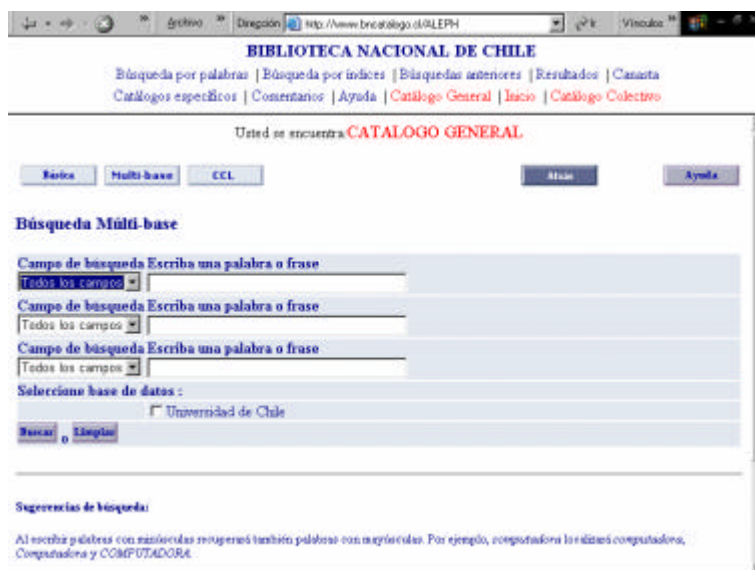 Archivo Dirección http://www.bncatalogo.cl/ALEPH Ir Vínculos
BIBLIOTECA NACIONAL DE CHILE
Búsqueda por palabras | Búsqueda por índices | Búsquedas anteriores | Resultados | Canasta
Catálogos específicos | Comentarios | Ayuda | Catálogo General | Inicio | Catálogo Colectivo
Usted se encuentra:CATALOGO GENERAL
Básica Multi-base CCL Atrás Ayuda
Búsqueda Múlti-base
Campo de búsqueda Escriba una palabra o frase
Todos los campos
Campo de búsqueda Escriba una palabra o frase
Todos los campos
Campo de búsqueda Escriba una palabra o frase
Todos los campos
Seleccione base de datos :
Universidad de Chile
Buscar o Limpiar
Sugerencias de búsqueda:
Al escribir palabras con minúsculas recuperará también palabras con mayúsculas. Por ejemplo, computadora localizará computadora,
Computadora y COMPUTADORA